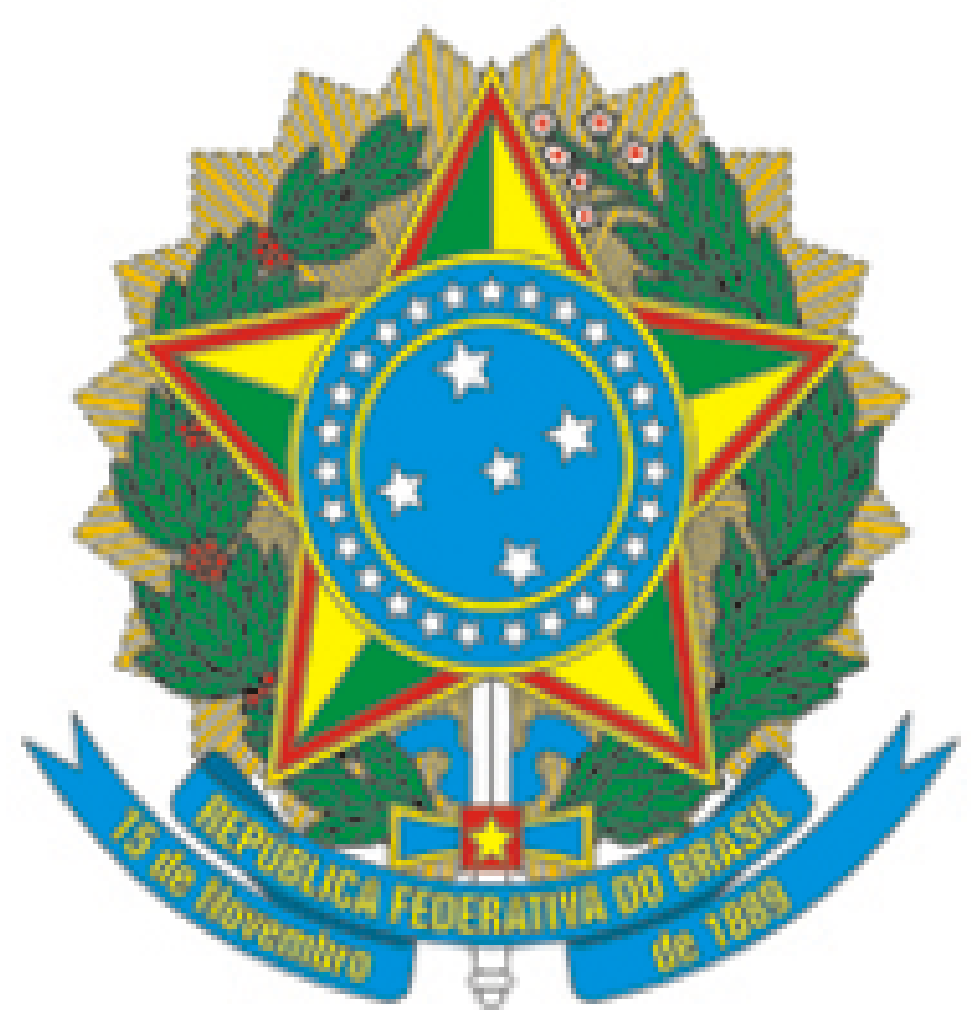 REPUBLICA FEDERATIVA DO BRASIL
15 de Novembro
de 1889